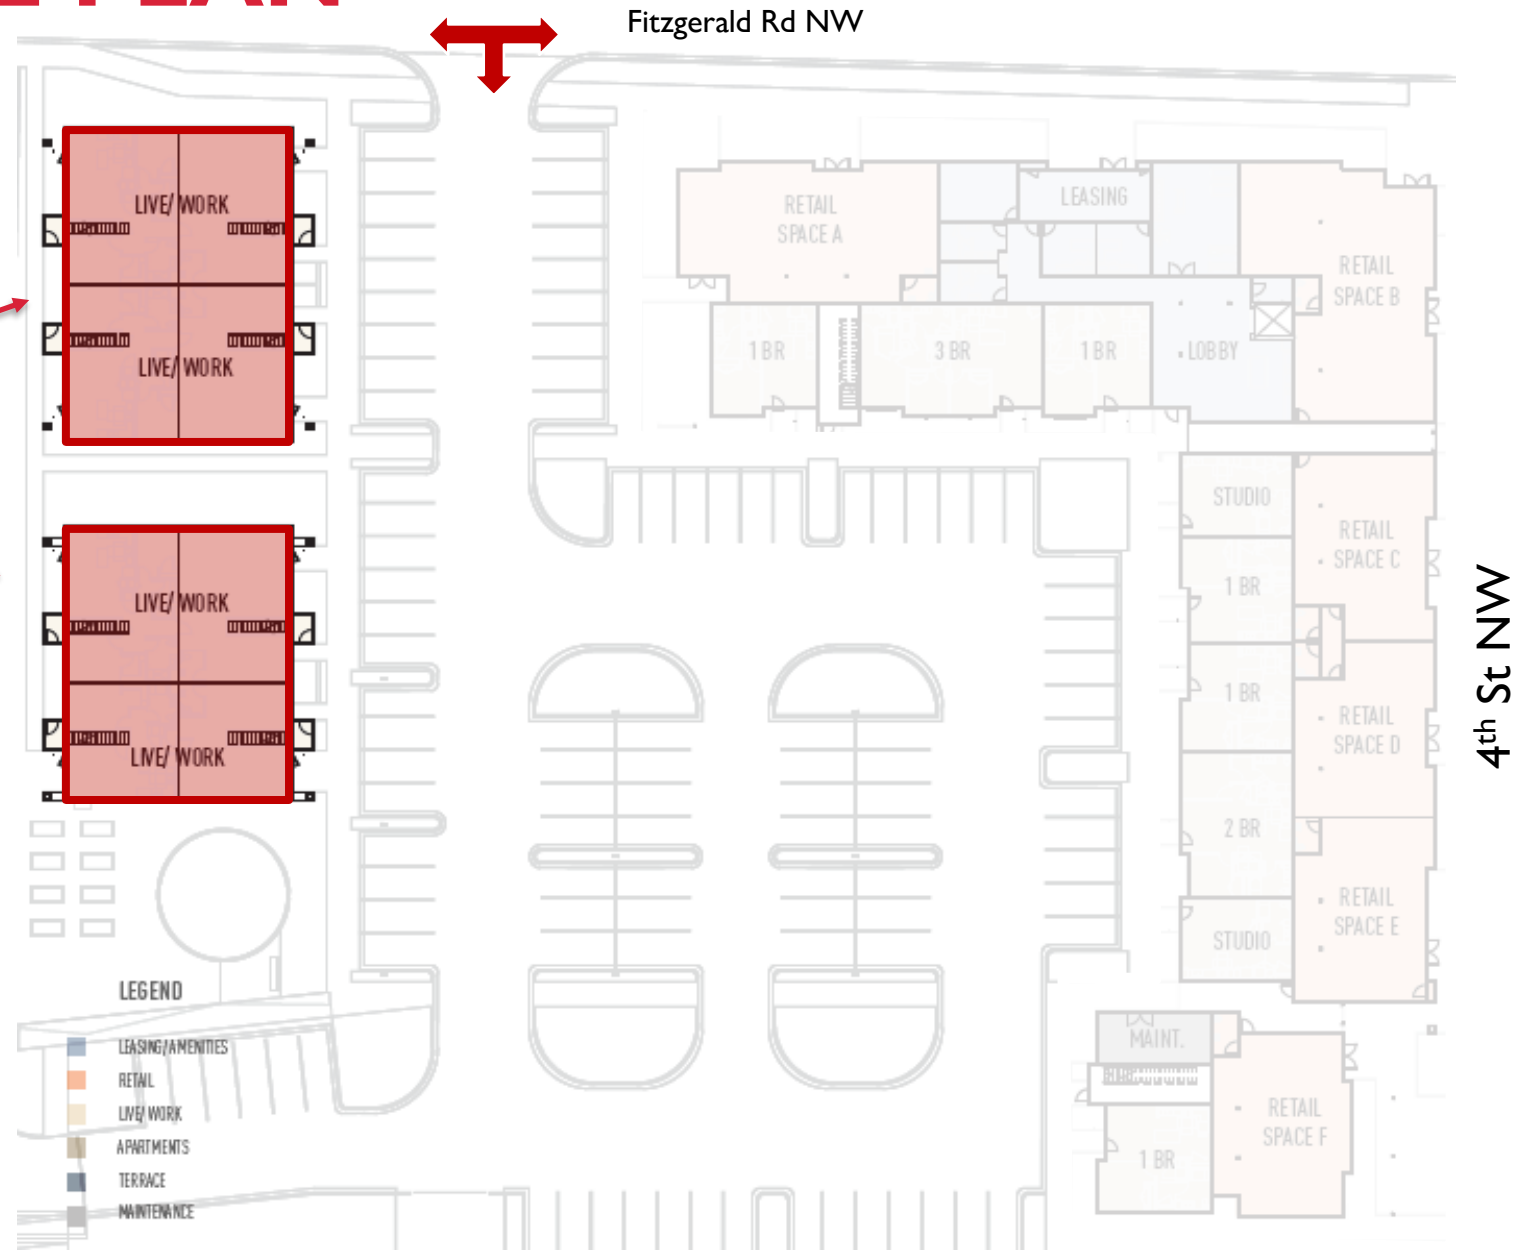 PLAN
Fitzgerald Rd NW
LIVE/ WORK
LIVE/ WORK
LIVE/ WORK
LIVE/ WORK
RETAIL
SPACE A
LEASING
RETAIL
SPACE B
1 BR
3 BR
1 BR
LOBBY
STUDIO
RETAIL
SPACE C
1 BR
1 BR
RETAIL
SPACE D
2 BR
RETAIL
SPACE E
STUDIO
4th St NW
MAINT.
RETAIL
SPACE F
1 BR
LEGEND
LEASING/AMENITIES
RETAIL
LIVE/ WORK
APARTMENTS
TERRACE
MAINTENANCE